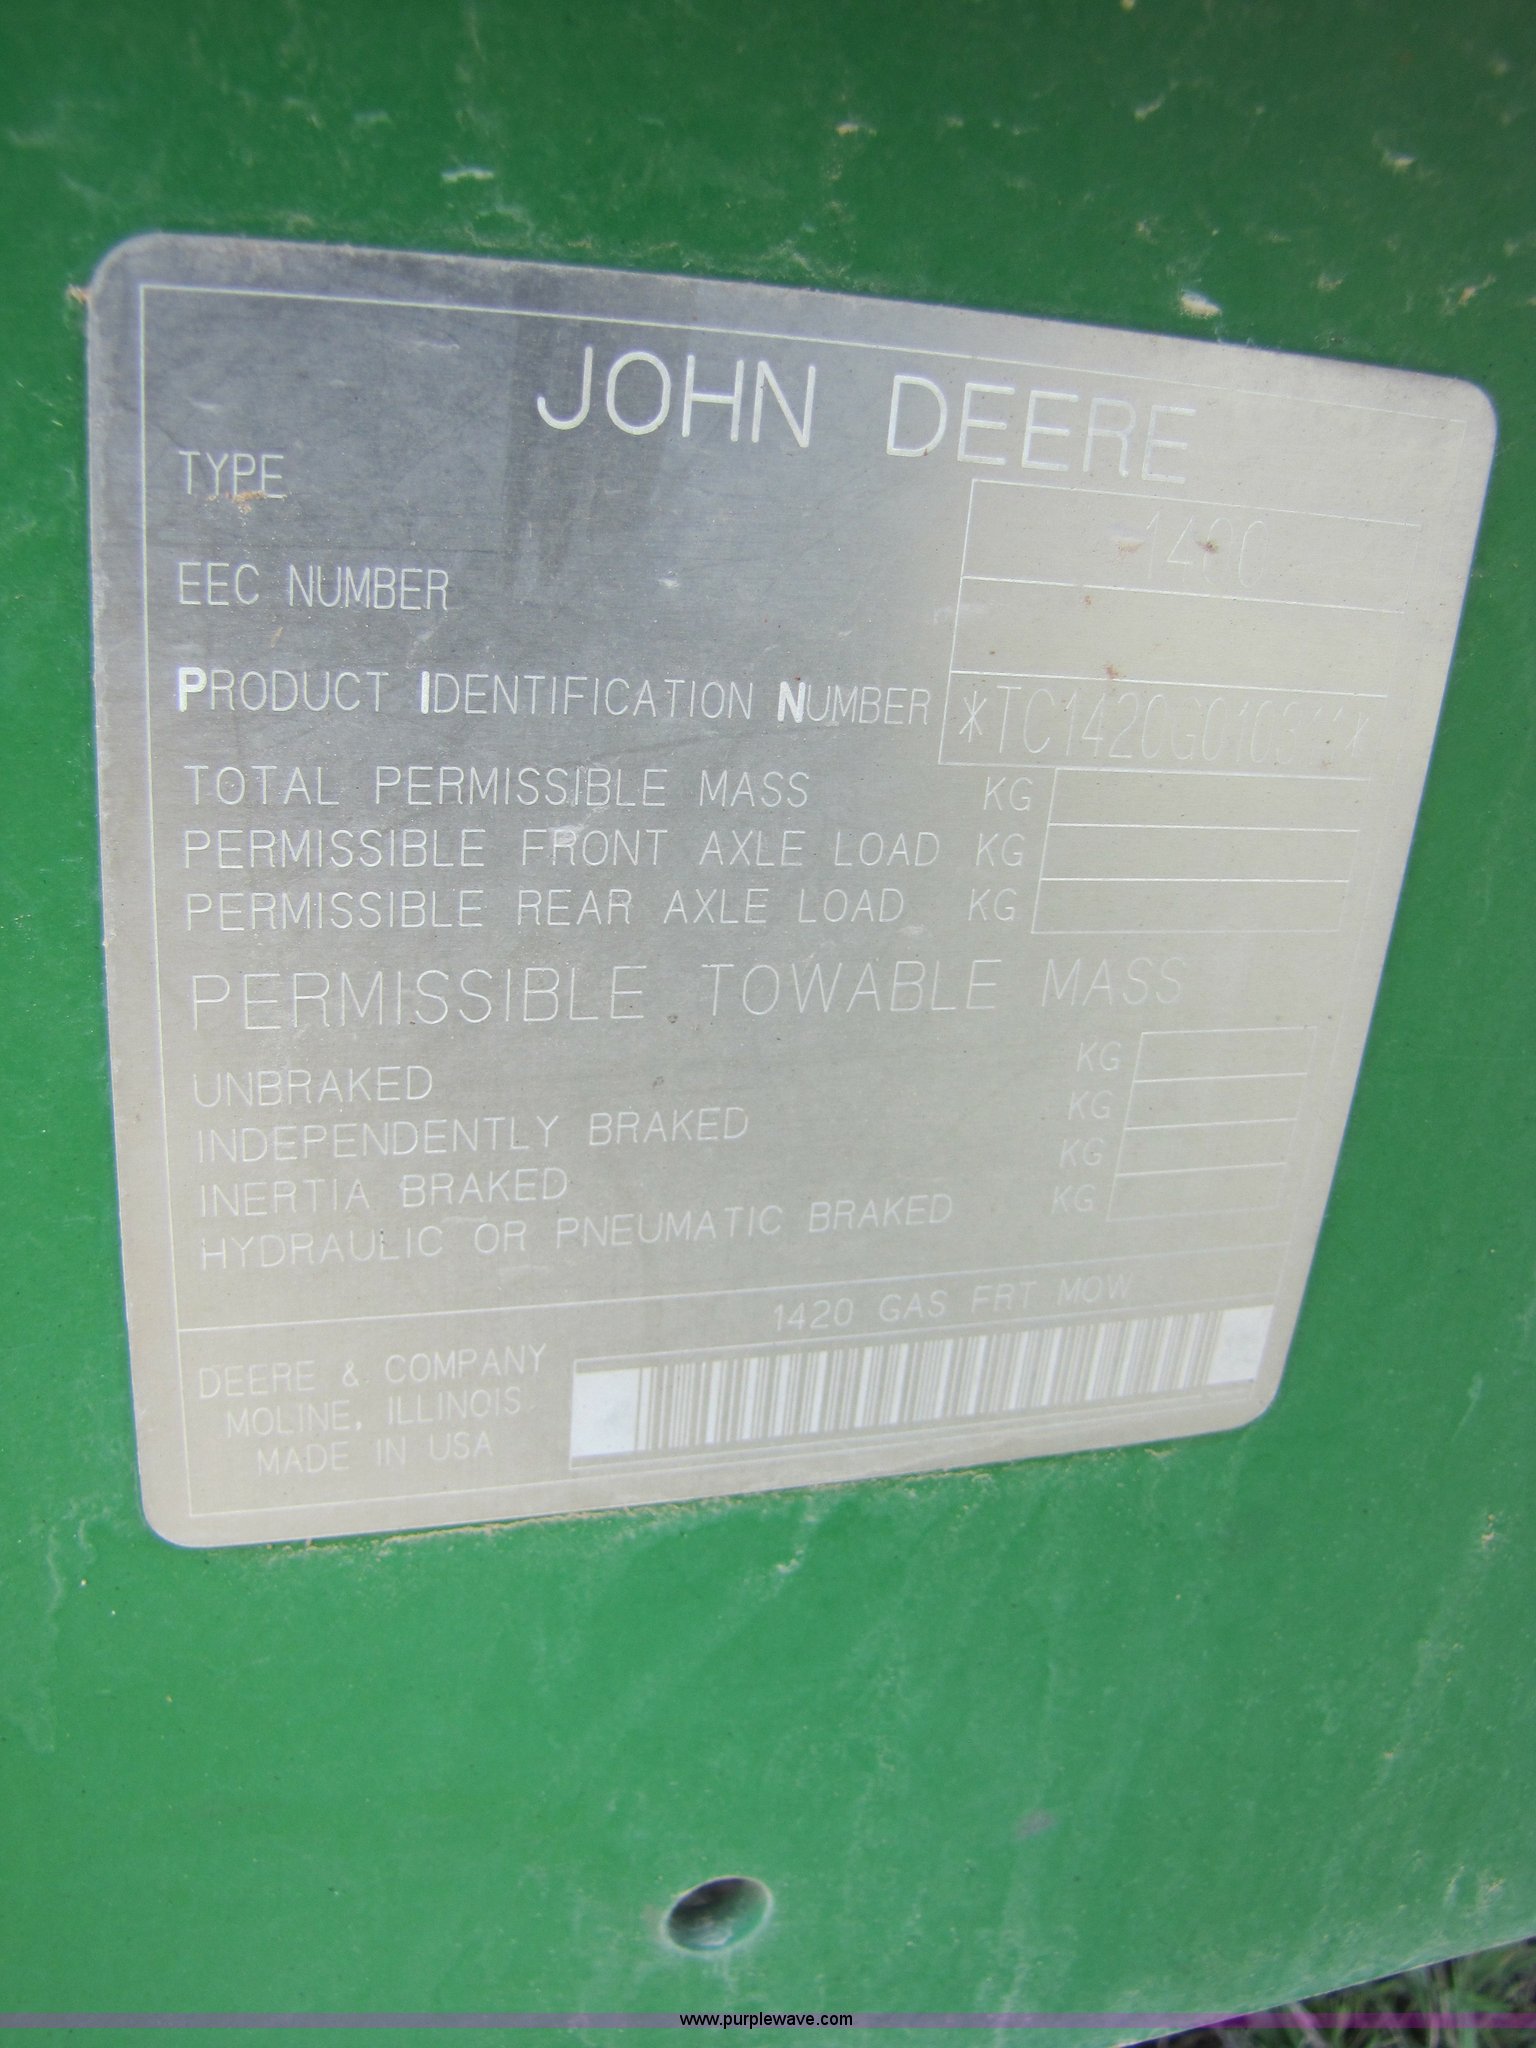 JOHN DEERE
TYPE
EEC NUMBER
PRODUCT IDENTIFICATION NUMBER
TOTAL PERMISSIBLE MASS KG
PERMISSIBLE FRONT AXLE LOAD KG
PERMISSIBLE REAR AXLE LOAD KG
PERMISSIBLE TOWABLE MASS
UNBRAKED KG
INDEPENDENTLY BRAKED KG
INERTIA BRAKED KG
HYDRAULIC OR PNEUMATIC BRAKED KG
1420 GAS FRT MOW
DEERE & COMPANY
MOLINE, ILLINOIS
MADE IN USA
www.purplewave.com